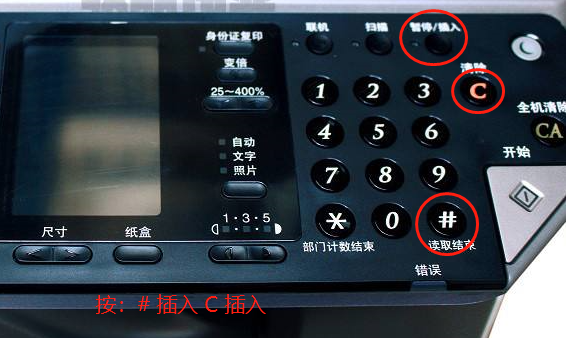 身份证复印
联机
扫描
暂停/插入
变倍
25~400%
1
2
3
C
清除
全机清除
CA
4
5
6
自动
文字
照片
开始
7
8
9
1·3·5
*
0
#
尺寸
纸盒
部门计数结束
读取结束
错误
按：# 插入 C 插入